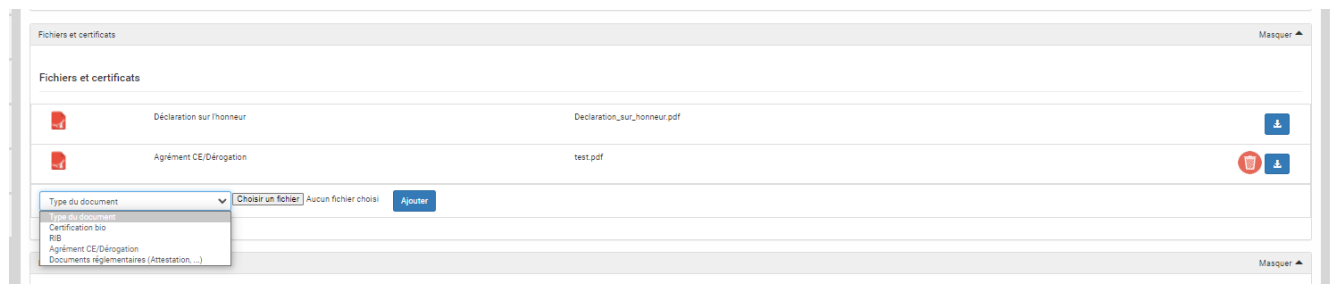 Fichiers et certificats Masquer
Fichiers et certificats
Déclaration sur l'honneur Declaration_sur_honneur.pdf
Agrément CE/Dérogation test.pdf
Type du document Choisir un fichier Aucun fichier choisi Ajouter
Type du document
Certification bio
RIB
Agrément CE/Dérogation
Documents réglementaires (Attestation, ...)
Masquer